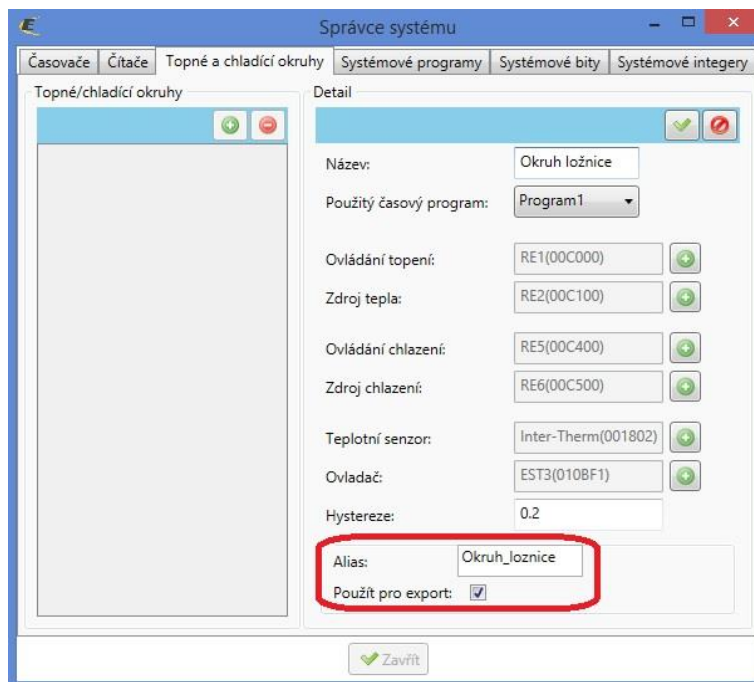 Správce systému
Časovače Čítače Topné a chladící okruhy Systémové programy Systémové bity Systémové integery
Topné/chladící okruhy
Detail
Název: Okruh ložnice
Použitý časový program: Program1
Ovládání topení: RE1(00C000)
Zdroj tepla: RE2(00C100)
Ovládání chlazení: RE5(00C400)
Zdroj chlazení: RE6(00C500)
Teplotní senzor: Inter-Therm(001802)
Ovladač: EST3(010BF1)
Hystereze: 0.2
Alias: Okruh_loznice
Použít pro export:
Zavřít